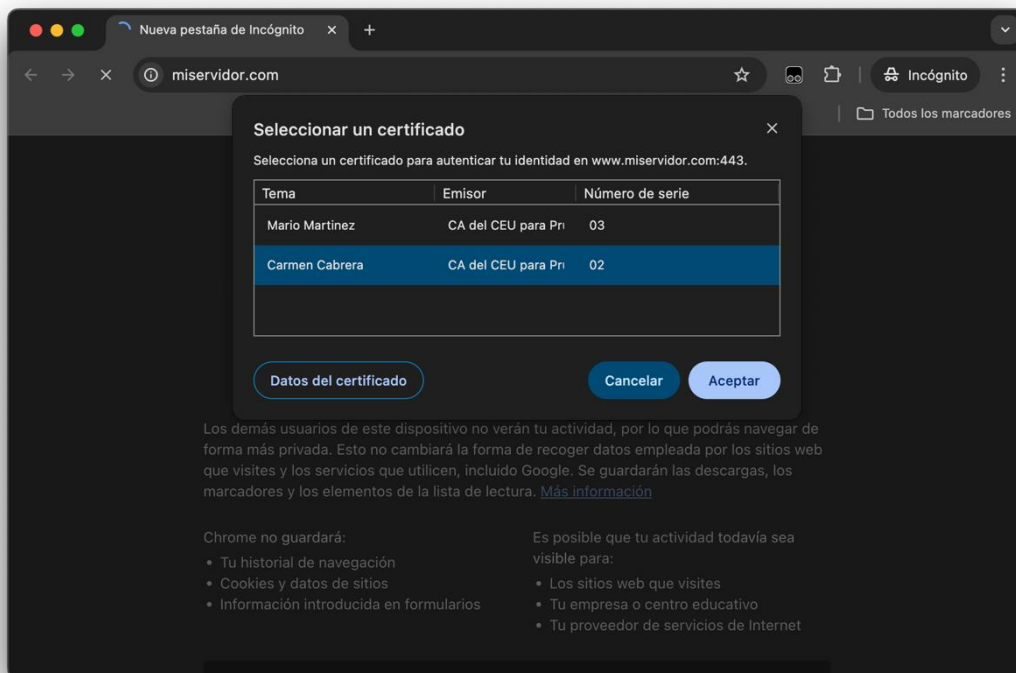 Nueva pestaña de Incógnito
miservidor.com
Incógnito
Todos los marcadores
Seleccionar un certificado
Selecciona un certificado para autenticar tu identidad en www.miservidor.com:443.
Tema Emisor Número de serie
Mario Martinez CA del CEU para 03
Carmen Cabrera CA del CEU para 02
Datos del certificado Cancelar Aceptar
Los demás usuarios de este dispositivo no verán tu actividad, por lo que podrás navegar de
forma más privada. Esto no cambiará la forma de recoger datos empleada por los sitios web
que visites y los servicios que utilicen, incluido Google. Se guardarán las descargas, los
marcadores y los elementos de la lista de lectura. Más información
Chrome no guardará:
• Tu historial de navegación
• Cookies y datos de sitios
• Información introducida en formularios
Es posible que tu actividad todavía sea
visible para:
• Los sitios web que visites
• Tu empresa o centro educativo
• Tu proveedor de servicios de Internet